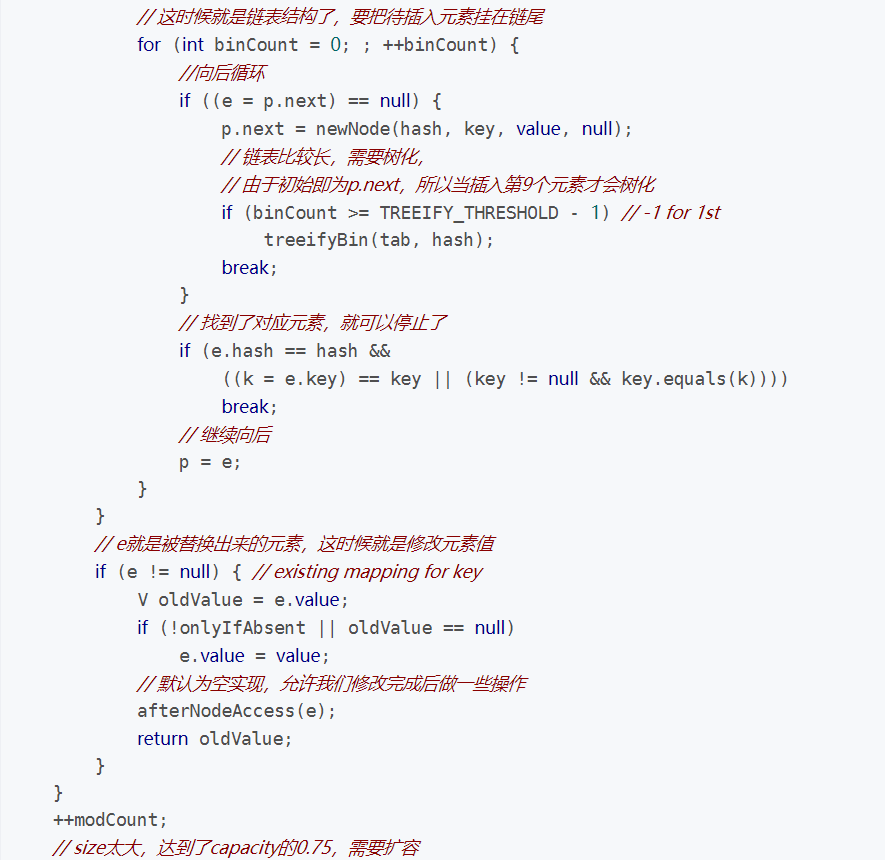 // 这时候就是链表结构了，要把待插入元素挂在链尾
for (int binCount = 0; ; ++binCount) {
//向后循环
if ((e = p.next) == null) {
p.next = newNode(hash, key, value, null);
// 链表比较长，需要树化，
// 由于初始即为p.next，所以当插入第9个元素才会树化
if (binCount >= TREEIFY_THRESHOLD - 1) // -1 for 1st
treeifyBin(tab, hash);
break;
}
// 找到了对应元素，就可以停止了
if (e.hash == hash &&
((k = e.key) == key || (key != null && key.equals(k))))
break;
// 继续向后
p = e;
}
}
// e就是被替换出来的元素，这时候就是修改元素值
if (e != null) { // existing mapping for key
V oldValue = e.value;
if (!onlyIfAbsent || oldValue == null)
e.value = value;
// 默认为空实现，允许我们修改完成后做一些操作
afterNodeAccess(e);
return oldValue;
}
}
++modCount;
// size太大，达到了capacity的0.75，需要扩容